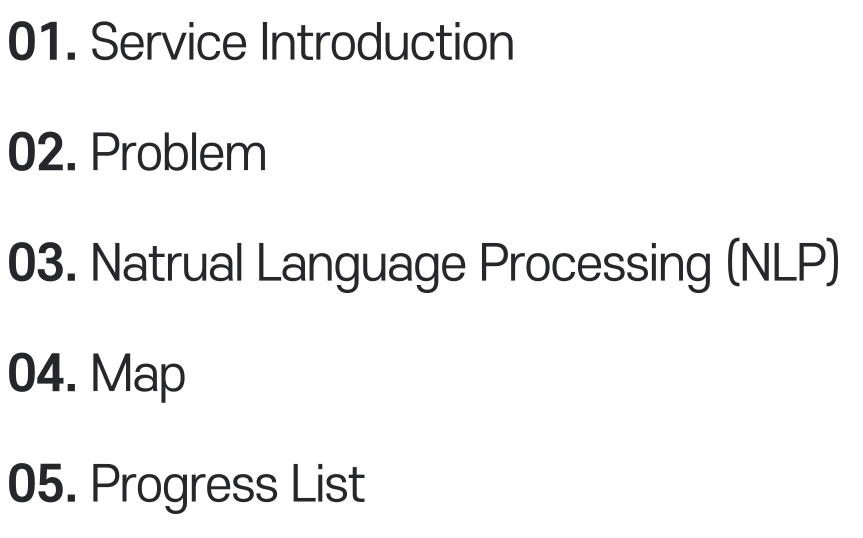 01. Service Introduction
02. Problem
03. Natrual Language Processing (NLP)
04. Map
05. Progress List